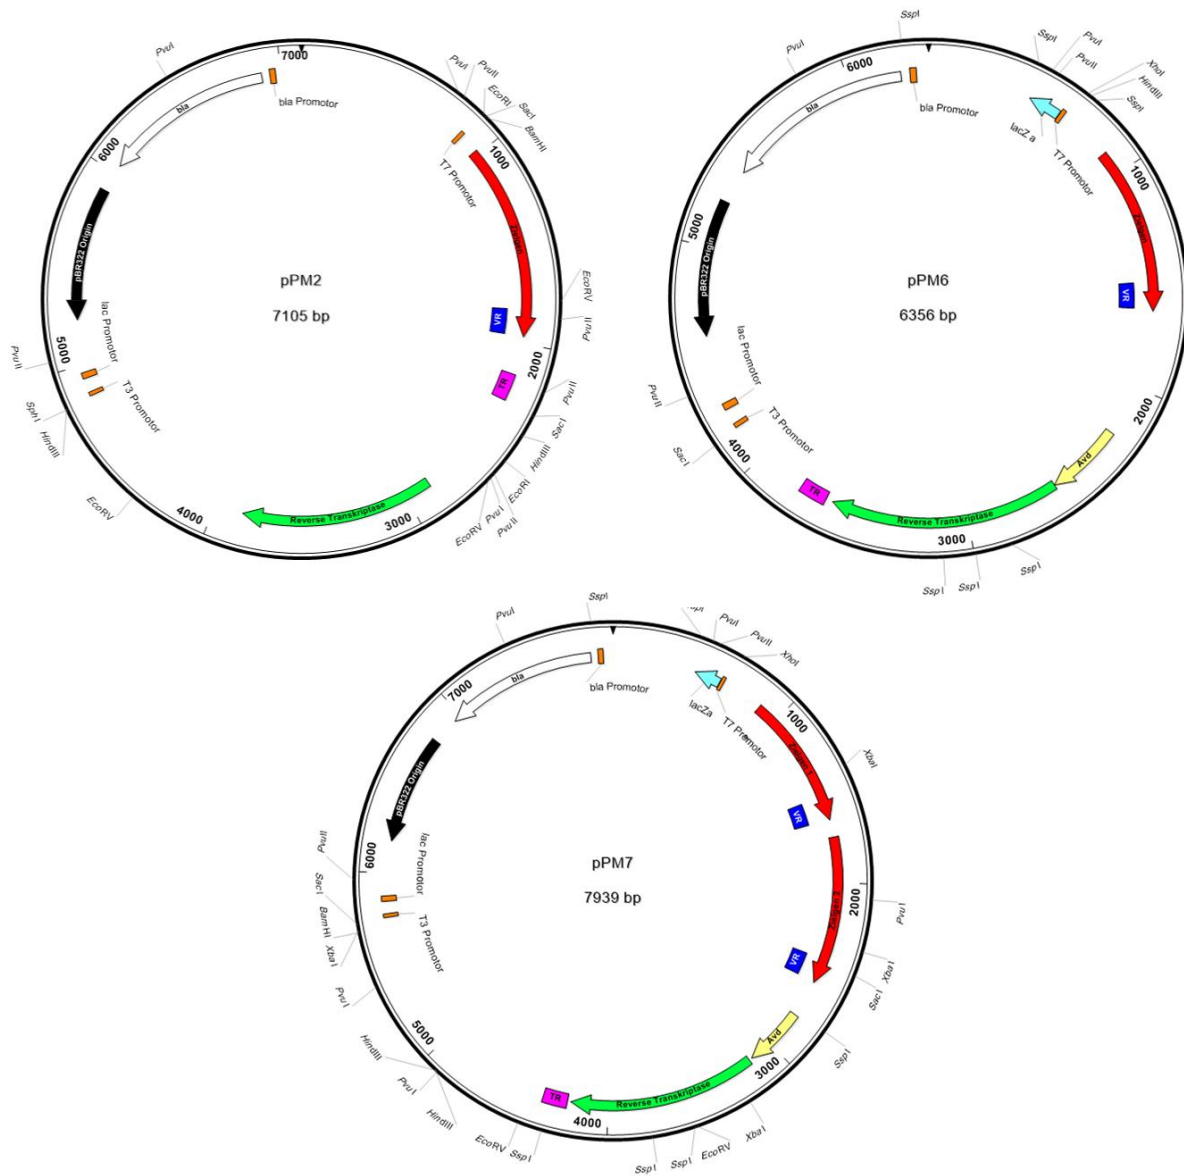 7000
PvuI
bla
bla Promotor
PvuI
PvuII
EcoRI
SacI
BamHI
6000
1000
T7 Promotor
Zielgen
pBR322 Origin
pPM2
7105 bp
EcoRV
VR
PvuII
lac Promotor
2000
TR
PvuII
5000
PvuII
T3 Promotor
SphI
HindIII
SacI
HindIII
EcoRI
PvuII
PvuI
EcoRV
EcoRV
4000
Reverse Transkriptase
3000
SspI
PvuI
6000
bla
bla Promotor
SspI
PvuI
PvuII
XhoI
HindIII
SspI
lacZ a
T7 Promotor
1000
Zielgen
5000
pBR322 Origin
pPM6
6356 bp
VR
lac Promotor
PvuII
T3 Promotor
SacI
4000
2000
Avd
TR
Reverse Transkriptase
3000
SspI
SspI
SspI
SspI
PvuI
7000
bla
bla Promotor
PvuI
PvuII
XhoI
lacZa
T7 Promotor
1000
XbaI
Zielgen 1
VR
pBR322 Origin
pPM7
7939 bp
6000
PvuII
SacI
BamHI
XbaI
PvuI
lac Promotor
T3 Promotor
2000
Zielgen 2
PvuI
VR
XbaI
SacI
SspI
Avd
3000
5000
HindIII
PvuI
HindIII
TR
Reverse Transkriptase
4000
EcoRV
SspI
SspI
SspI
EcoRV
XbaI